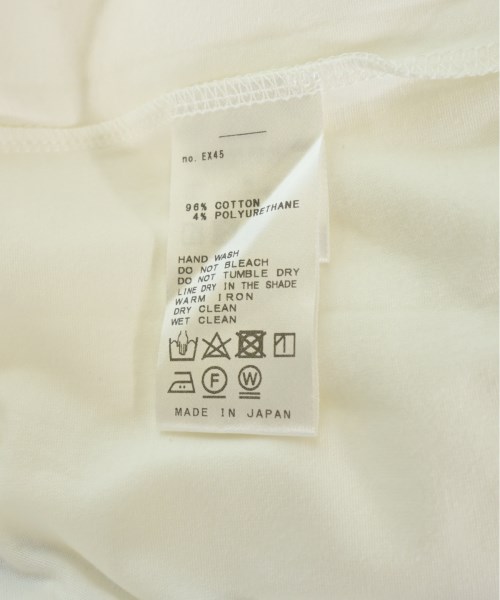 no. EX45
96% COTTON
4% POLYURETHANE
HAND WASH
DO NOT BLEACH
DO NOT TUMBLE DRY
LINE DRY IN THE SHADE
WARM IRON
DRY CLEAN
WET CLEAN
F W
MADE IN JAPAN